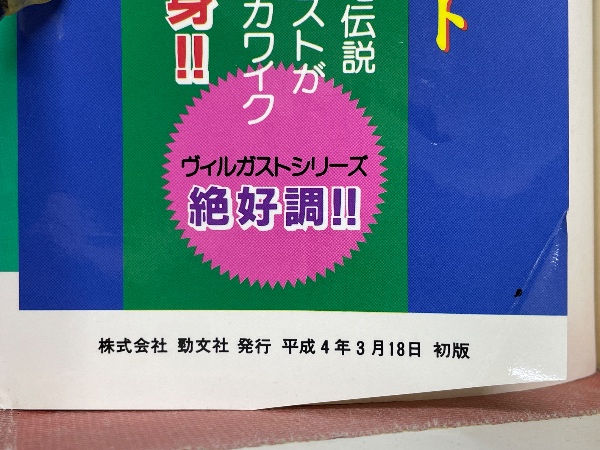 ト
伝説
ストが
カワイク
身!!
ヴィルガストシリーズ
絶好調!!
株式会社 勁文社 発行 平成4年3月18日 初版